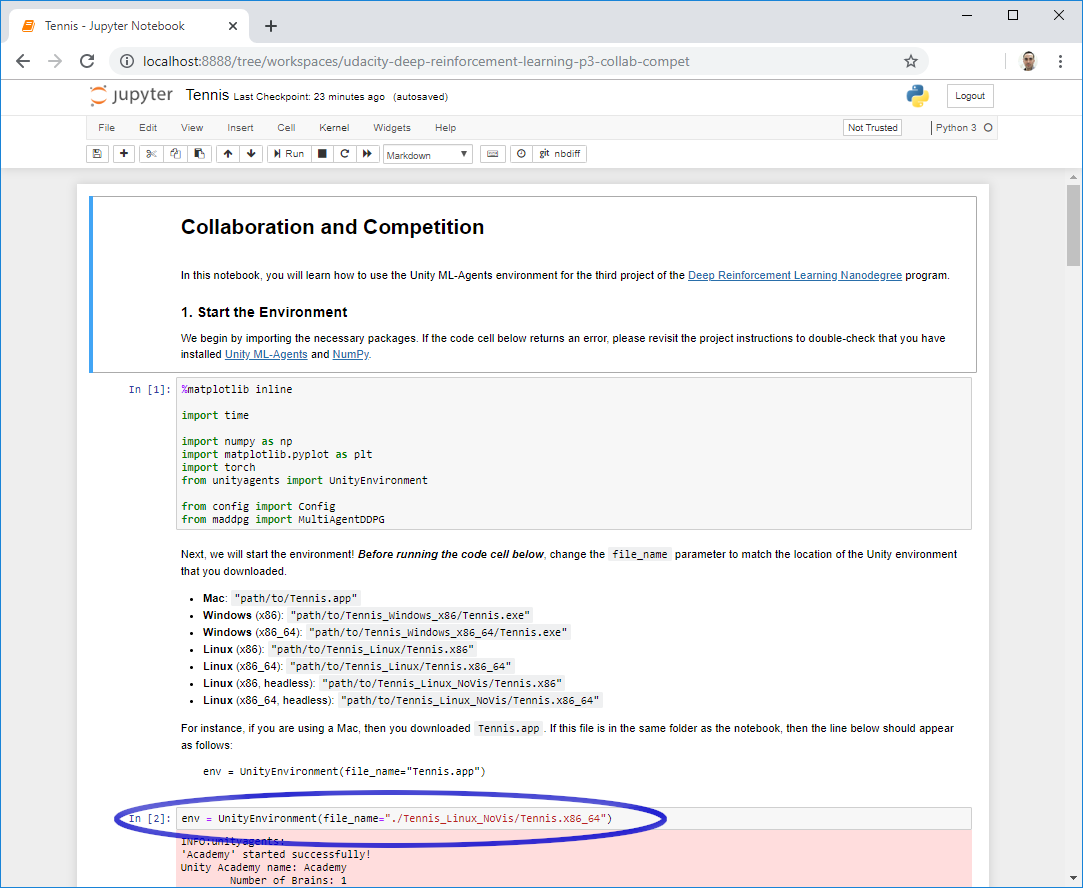 Tennis - Jupyter Notebook
localhost:8888/tree/workspaces/udacity-deep-reinforcement-learning-p3-collab-compet
jupyter Tennis Last Checkpoint: 23 minutes ago (autosaved)
Logout
File Edit View Insert Cell Kernel Widgets Help
Not Trusted
Python 3
Run
Markdown
git nbdiff
Collaboration and Competition
In this notebook, you will learn how to use the Unity ML-Agents environment for the third project of the Deep Reinforcement Learning Nanodegree program.
1. Start the Environment
We begin by importing the necessary packages. If the code cell below returns an error, please revisit the project instructions to double-check that you have
installed Unity ML-Agents and NumPy.
In [1]: %matplotlib inline
import time
import numpy as np
import matplotlib.pyplot as plt
import torch
from unityagents import UnityEnvironment
from config import Config
from maddpg import MultiAgentDDPG
Next, we will start the environment! Before running the code cell below, change the file_name parameter to match the location of the Unity environment
that you downloaded.
• Mac: "path/to/Tennis.app"
• Windows (x86): "path/to/Tennis_Windows_x86/Tennis.exe"
• Windows (x86_64): "path/to/Tennis_Windows_x86_64/Tennis.exe"
• Linux (x86): "path/to/Tennis_Linux/Tennis.x86"
• Linux (x86_64): "path/to/Tennis_Linux/Tennis.x86_64"
• Linux (x86, headless): "path/to/Tennis_Linux_NoVis/Tennis.x86"
• Linux (x86_64, headless): "path/to/Tennis_Linux_NoVis/Tennis.x86_64"
For instance, if you are using a Mac, then you downloaded Tennis.app. If this file is in the same folder as the notebook, then the line below should appear
as follows:
env = UnityEnvironment(file_name="Tennis.app")
In [2]: env = UnityEnvironment(file_name="./Tennis_Linux_NoVis/Tennis.x86_64")
INFO:unityagents:
'Academy' started successfully!
Unity Academy name: Academy
Number of Brains: 1